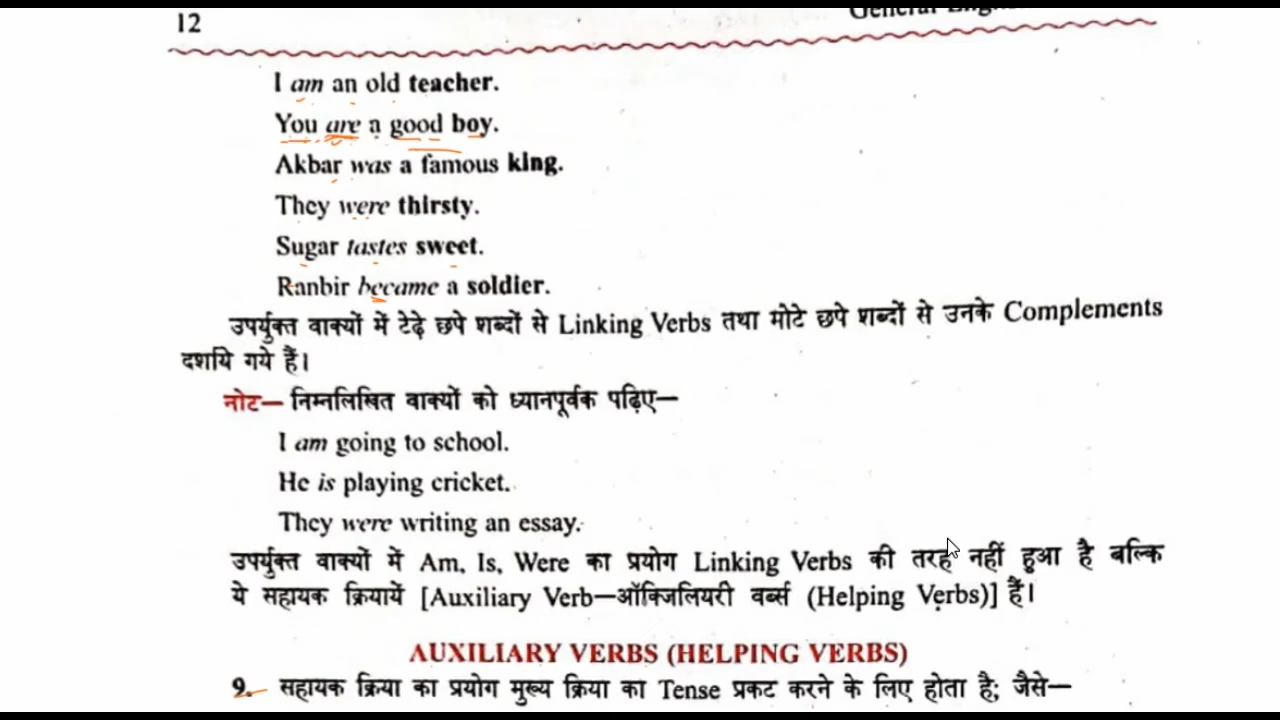 12
I am an old teacher.
You are a good boy.
Akbar was a famous king.
They were thirsty.
Sugar tastes sweet.
Ranbir became a soldier.
उपर्युक्त वाक्यों में टेढ़े छपे शब्दों से Linking Verbs तथा मोटे छपे शब्दों से उनके Complements
दर्शाये गये हैं।
नोट— निम्नलिखित वाक्यों को ध्यानपूर्वक पढ़िए—
I am going to school.
He is playing cricket.
They were writing an essay.
उपर्युक्त वाक्यों में Am, Is, Were का प्रयोग Linking Verbs की तरह नहीं हुआ है बल्कि
ये सहायक क्रियायें [Auxiliary Verb—ऑक्जिलियरी वर्ब्स (Helping Verbs)] हैं।
AUXILIARY VERBS (HELPING VERBS)
9. सहायक क्रिया का प्रयोग मुख्य क्रिया का Tense प्रकट करने के लिए होता है; जैसे—